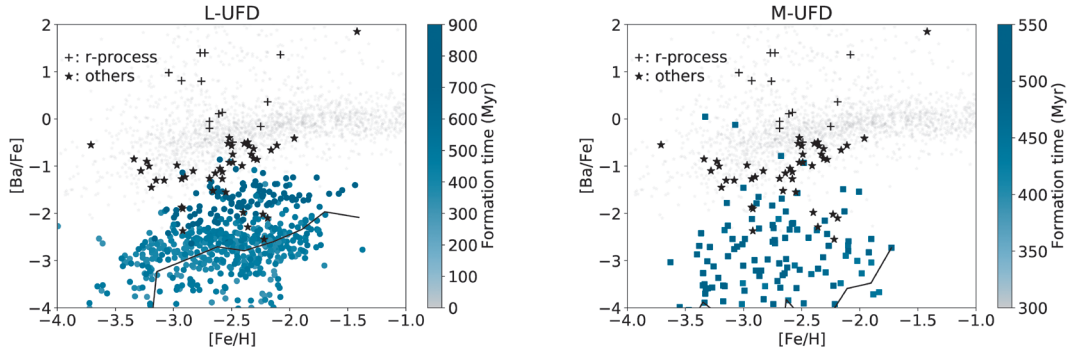 L-UFD
2
1
0
−1
−2
−3
−4
[Ba/Fe]
+: r-process
★: others
−4.0 −3.5 −3.0 −2.5 −2.0 −1.5 −1.0
[Fe/H]
900
800
700
600
500
400
300
200
100
0
Formation time (Myr)
M-UFD
2
1
0
−1
−2
−3
−4
[Ba/Fe]
+: r-process
★: others
−4.0 −3.5 −3.0 −2.5 −2.0 −1.5 −1.0
[Fe/H]
550
500
450
400
350
300
Formation time (Myr)